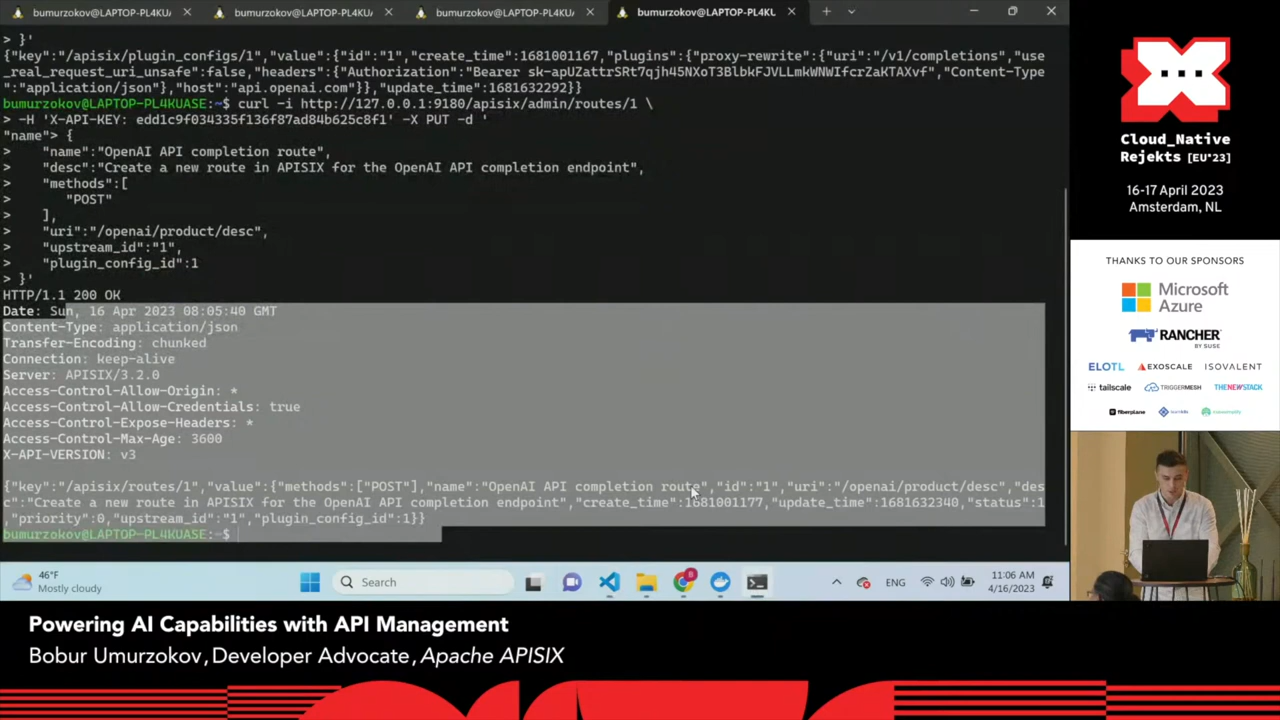 bumurzokov@LAPTOP-PL4KUA
bumurzokov@LAPTOP-PL4KUA
bumurzokov@LAPTOP-PL4KUA
bumurzokov@LAPTOP-PL4KU
> }'
{"key":"/apisix/plugin_configs/1","value":{"id":"1","create_time":1681001167,"plugins":{"proxy-rewrite":{"uri":"/v1/completions","use
_real_request_uri_unsafe":false,"headers":{"Authorization":"Bearer "Content-T
ype":"application/json"},"host":"api.openai.com"}},"update_time":1681632292}}
bumurzokov@LAPTOP-PL4KUASE:~$ curl -i http://127.0.0.1:9180/apisix/admin/routes/1 \
> -H 'X-API-KEY: edd1c9f034335f136f87ad84b625c8f1' -X PUT -d '
"name"> {
> "name":"OpenAI API completion route",
> "desc":"Create a new route in APISIX for the OpenAI API completion endpoint",
> "methods":[
> "POST"
> ],
> "uri":"/openai/product/desc",
> "upstream_id":"1",
> "plugin_config_id":1
> }'
HTTP/1.1 200 OK
Date: Sun, 16 Apr 2023 08:05:40 GMT
Content-Type: application/json
Transfer-Encoding: chunked
Connection: keep-alive
Server: APISIX/3.2.0
Access-Control-Allow-Origin: *
Access-Control-Allow-Credentials: true
Access-Control-Expose-Headers: *
Access-Control-Max-Age: 3600
X-API-VERSION: v3
{"key":"/apisix/routes/1","value":{"methods":["POST"],"name":"OpenAI API completion route","id":"1","uri":"/openai/product/desc","des
c":"Create a new route in APISIX for the OpenAI API completion endpoint","create_time":1681001177,"update_time":1681632340,"status":1
,"priority":0,"upstream_id":"1","plugin_config_id":1}}
bumurzokov@LAPTOP-PL4KUASE:~$
46°F
Mostly cloudy
Search
8
ENG
11:06 AM
4/16/2023
Cloud_Native
Rejekts [EU'23]
16-17 April 2023
Amsterdam, NL
THANKS TO OUR SPONSORS
Microsoft
Azure
RANCHER
BY SUSE
ELOTL
EXOSCALE
ISOVALENT
tailscale
TRIGGERMESH
THENEWSTACK
fiberplane
Powering AI Capabilities with API Management
Bobur Umurzokov, Developer Advocate, Apache APISIX